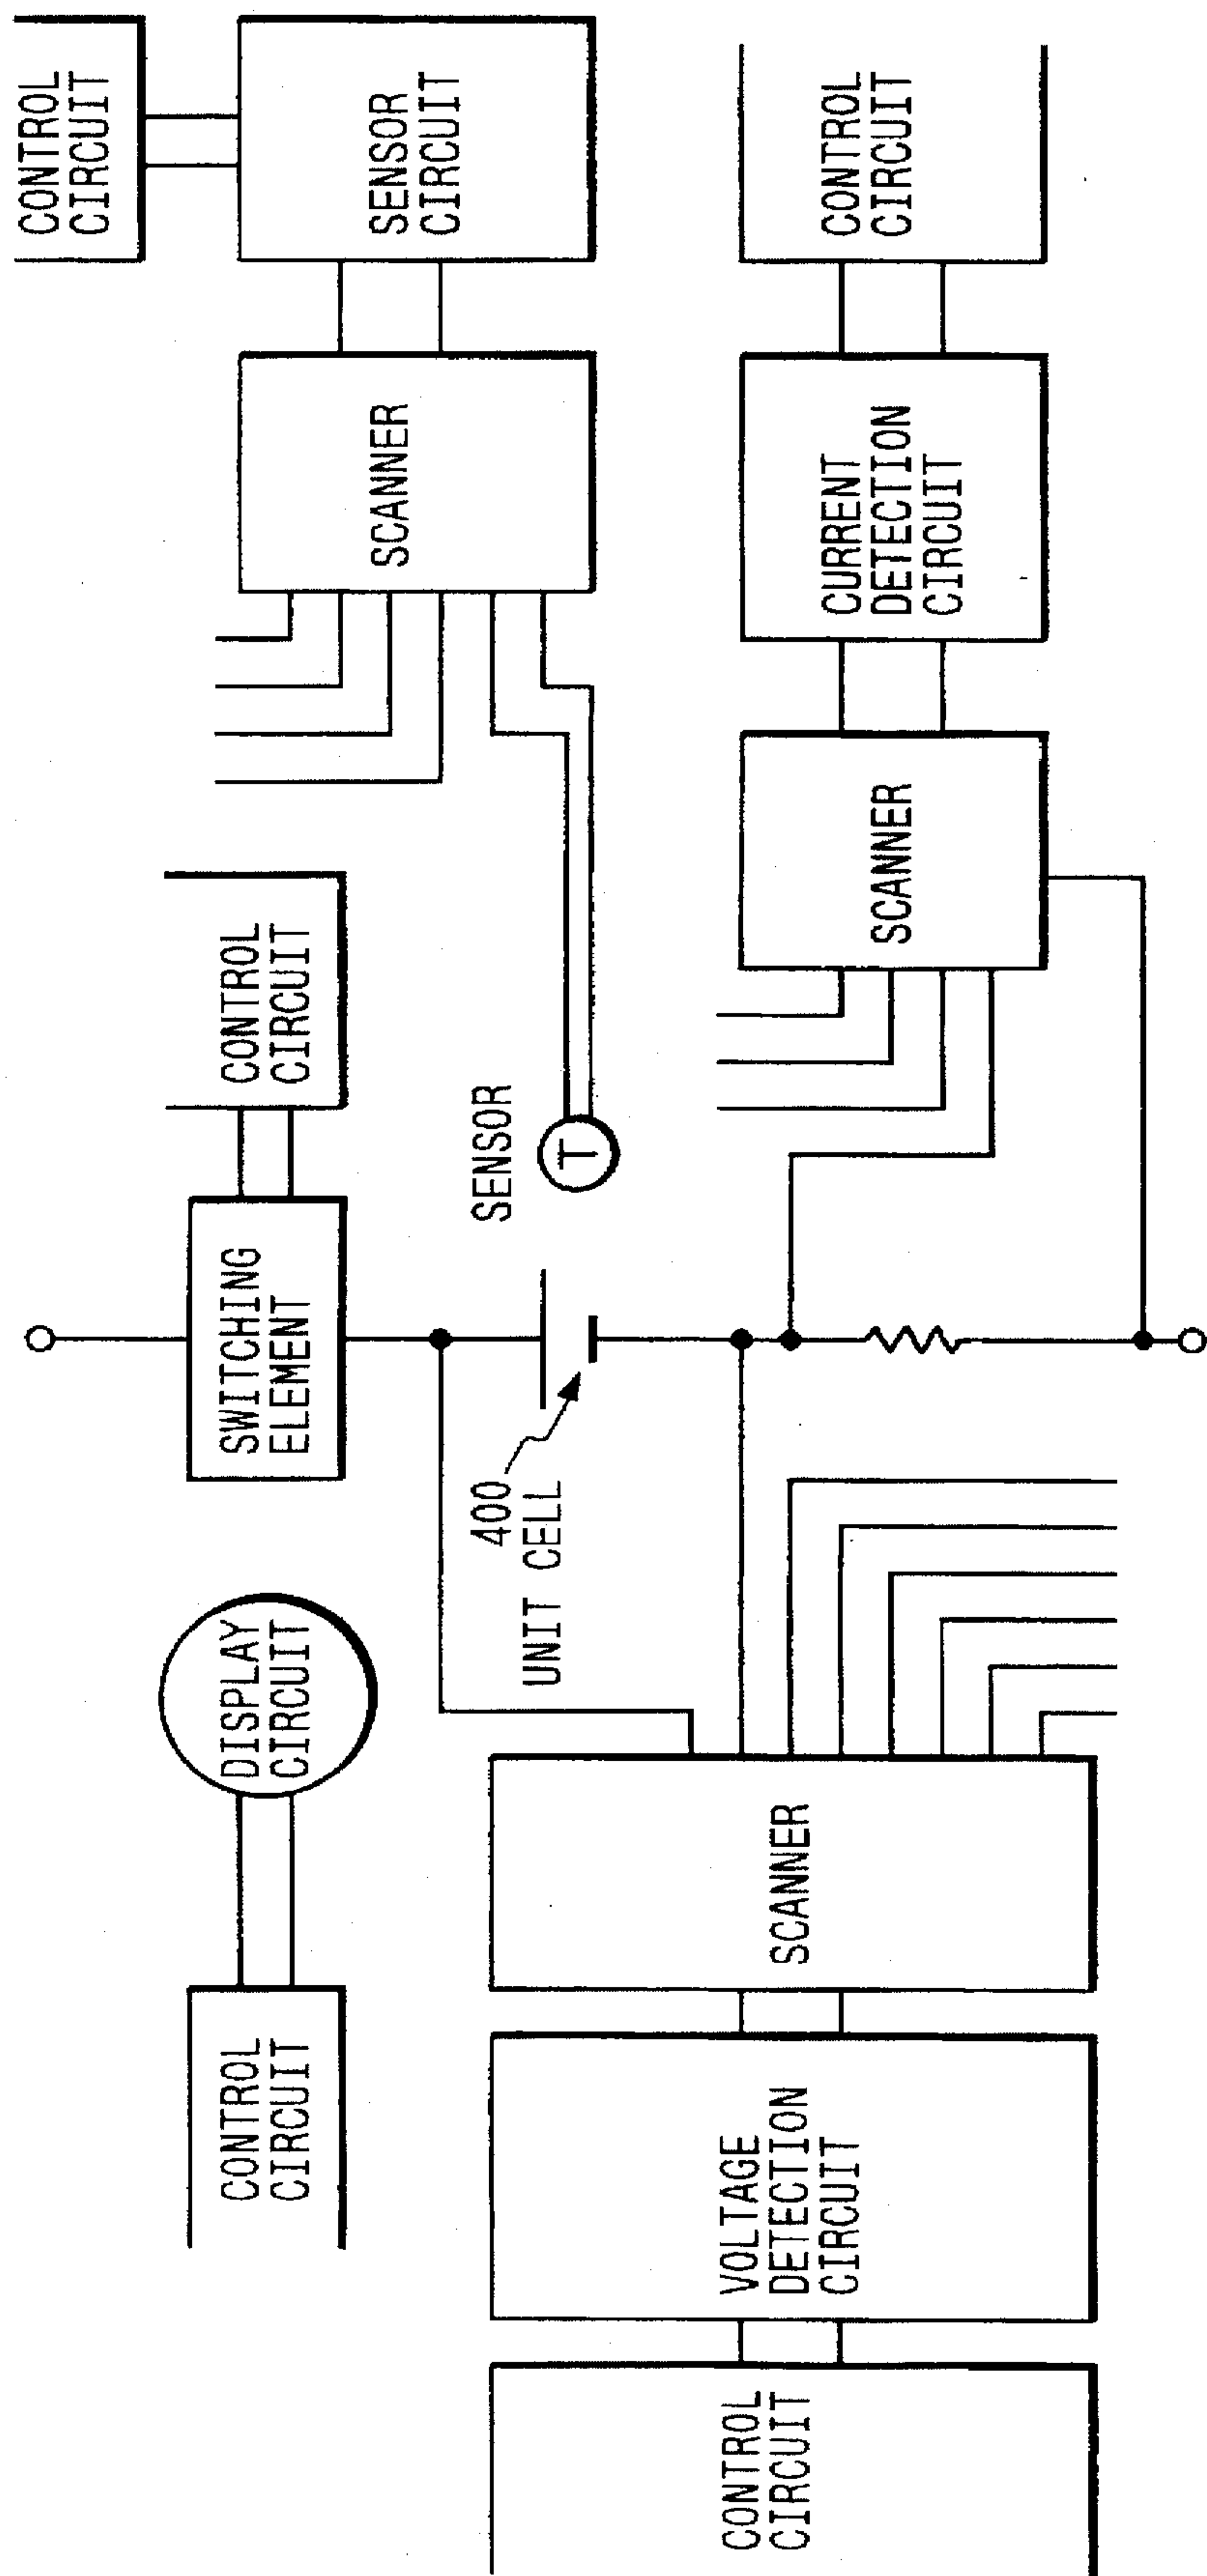 CONTROL
CIRCUIT
CONTROL
CIRCUIT
DISPLAY
CIRCUIT
SWITCHING
ELEMENT
CONTROL
CIRCUIT
SCANNER
SENSOR
CIRCUIT
400
UNIT CELL
SENSOR
T
CONTROL
CIRCUIT
VOLTAGE
DETECTION
CIRCUIT
SCANNER
SCANNER
CURRENT
DETECTION
CIRCUIT
CONTROL
CIRCUIT